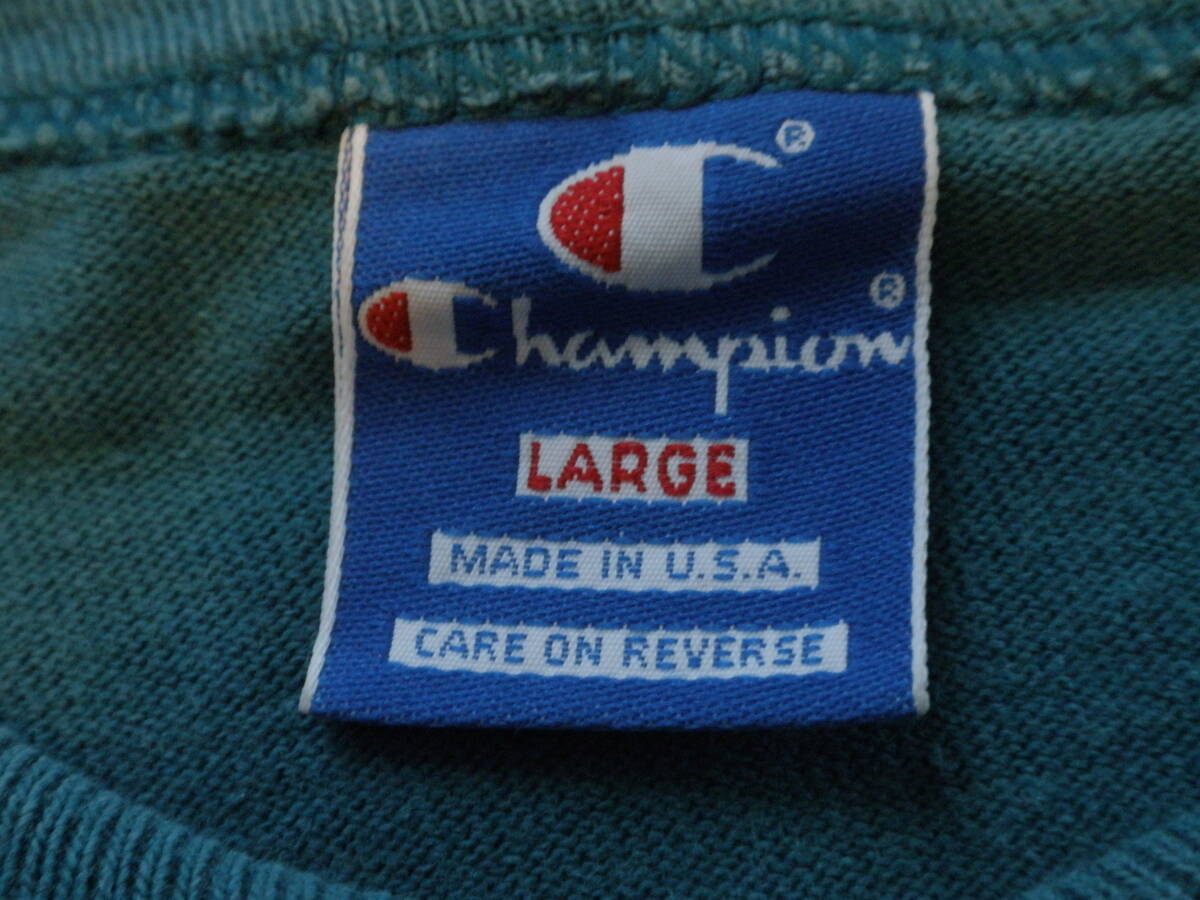 C®
Champion®
LARGE
MADE IN U.S.A.
CARE ON REVERSE